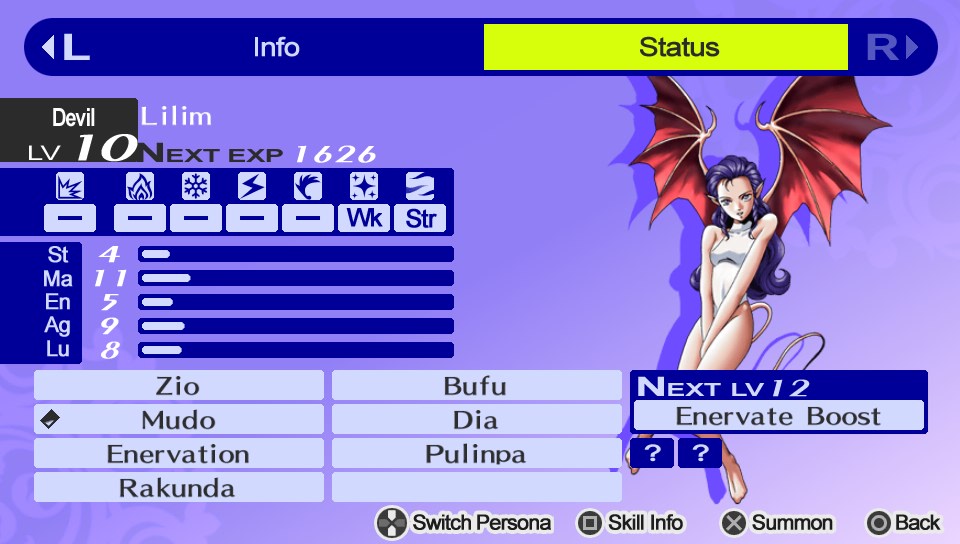 L Info Status R
Devil Lilim
LV 10 NEXT EXP 1626
— — — — — Wk Str
St 4
Ma 11
En 5
Ag 9
Lu 8
Zio Bufu
Mudo Dia
Enervation Pulinpa
Rakunda
NEXT LV 12
Enervate Boost
? ?
Switch Persona Skill Info Summon Back